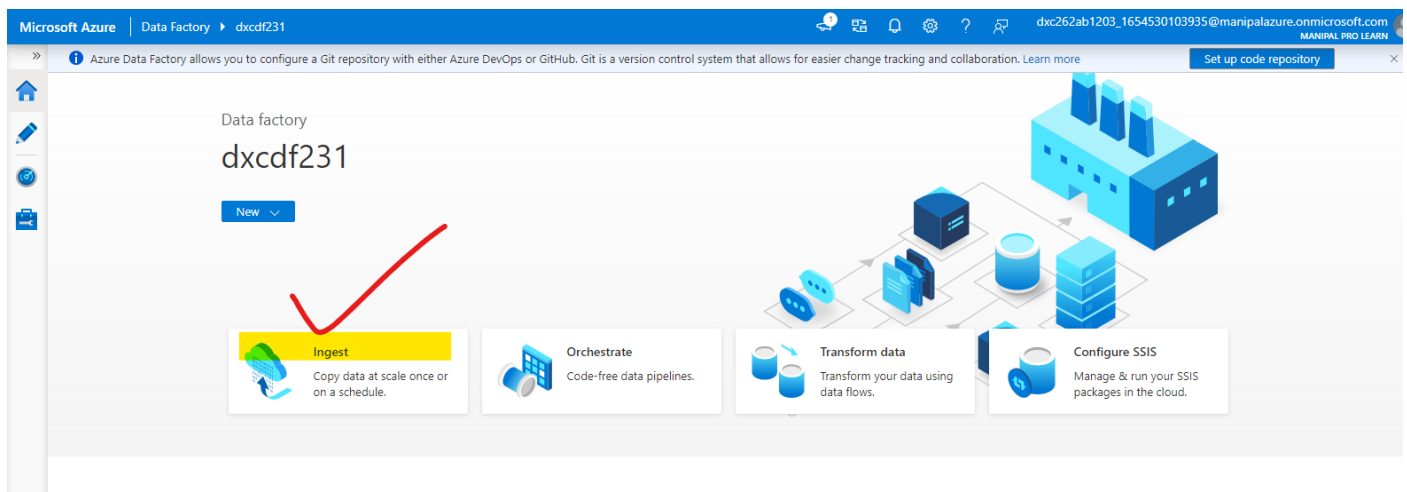 Microsoft Azure Data Factory dxcdf231 1 ? dxc262ab1203_1654530103935@manipalazure.onmicrosoft.com
MANIPAL PRO LEARN
» Azure Data Factory allows you to configure a Git repository with either Azure DevOps or GitHub. Git is a version control system that allows for easier change tracking and collaboration. Learn more Set up code repository ×
Data factory
dxcdf231
New
Ingest
Copy data at scale once or
on a schedule.
Orchestrate
Code-free data pipelines.
Transform data
Transform your data using
data flows.
Configure SSIS
Manage & run your SSIS
packages in the cloud.